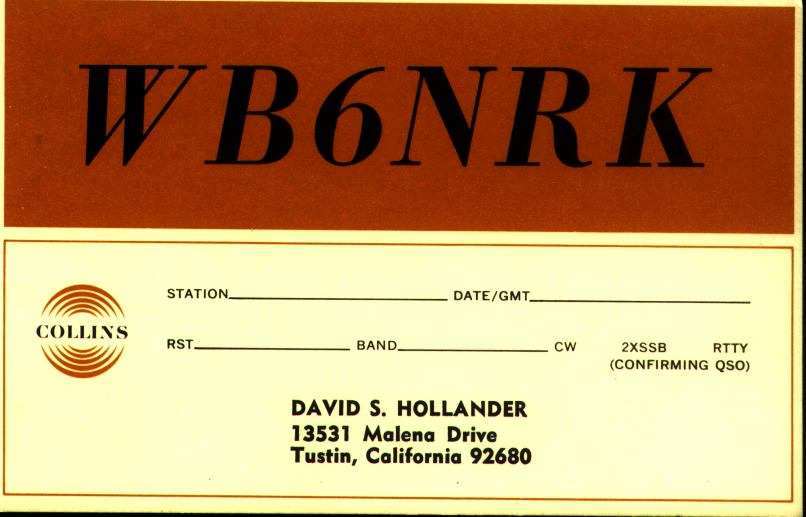 WB6NRK
COLLINS
STATION DATE/GMT
RST BAND CW 2XSSB RTTY
(CONFIRMING QSO)
DAVID S. HOLLANDER
13531 Malena Drive
Tustin, California 92680